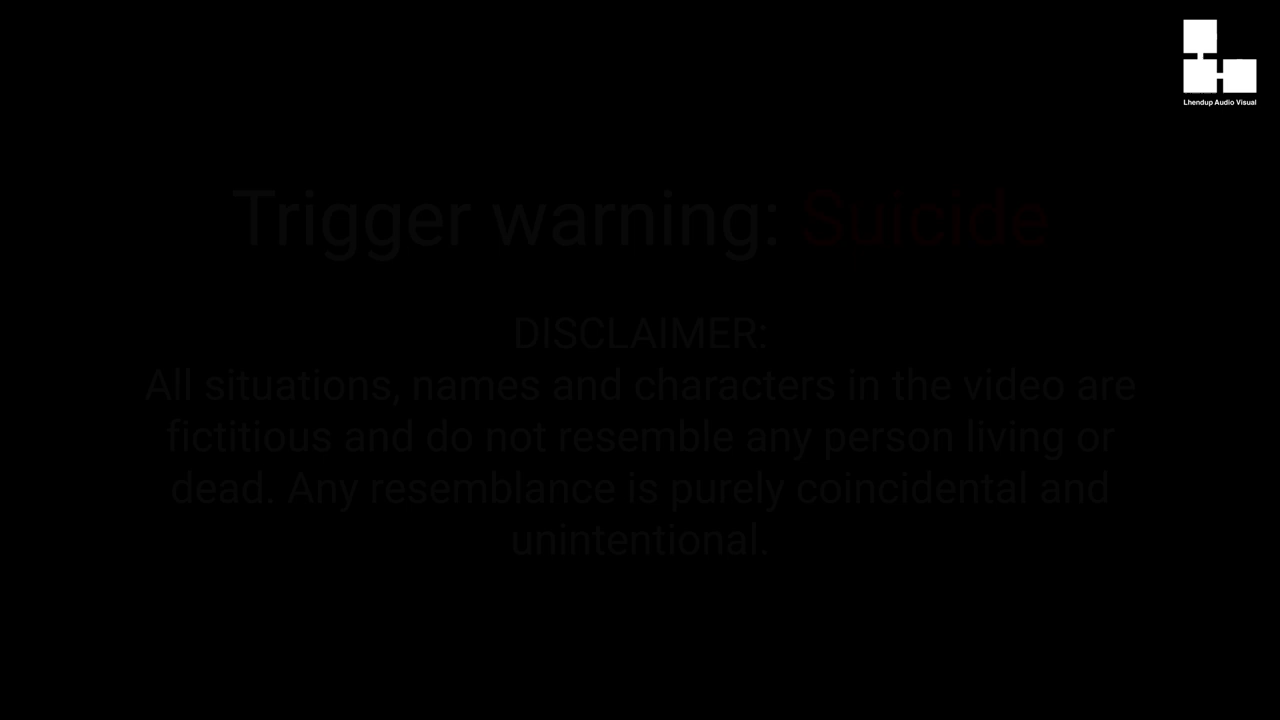 Lhendup Audio Visual
Trigger warning: Suicide
DISCLAIMER:
All situations, names and characters in the video are
fictitious and do not resemble any person living or
dead. Any resemblance is purely coincidental and
unintentional.